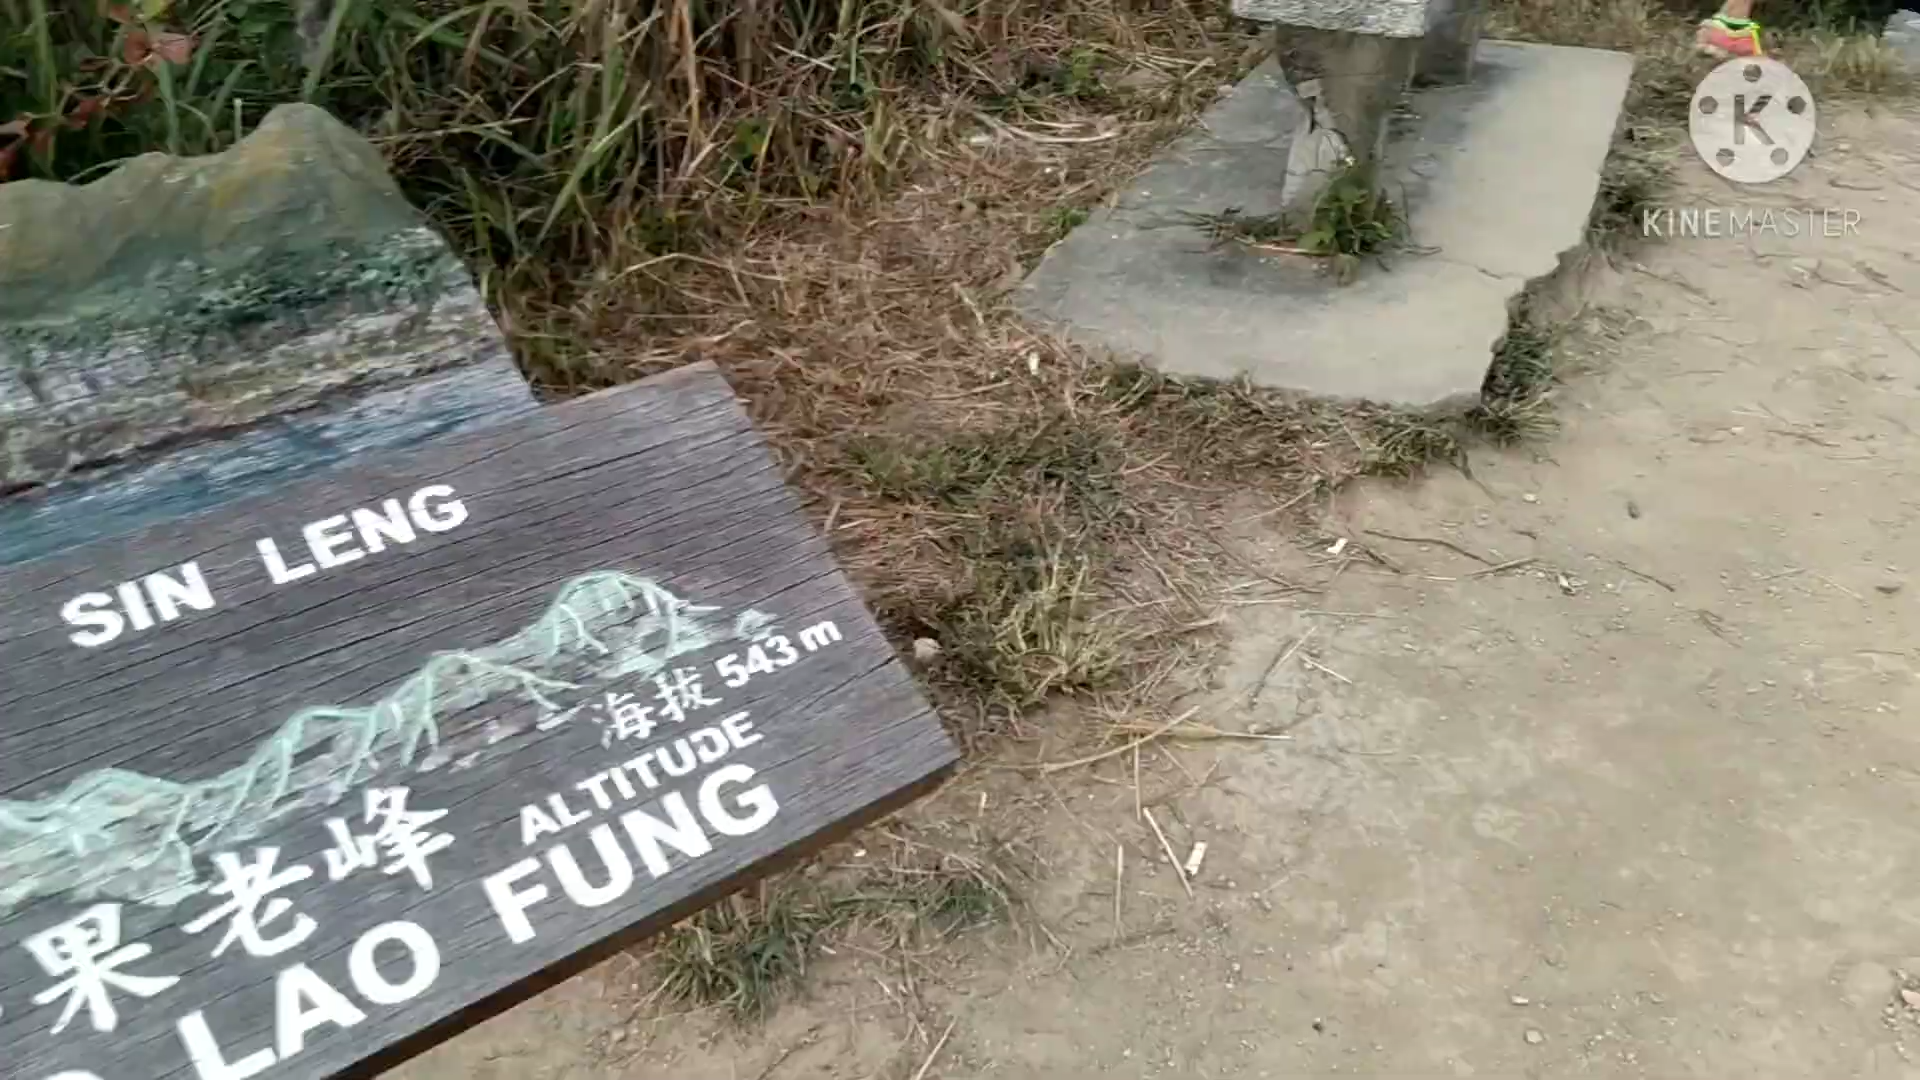 K
KINEMASTER
SIN LENG
海拔 543 m
ALTITUDE
果老峰
LAO FUNG